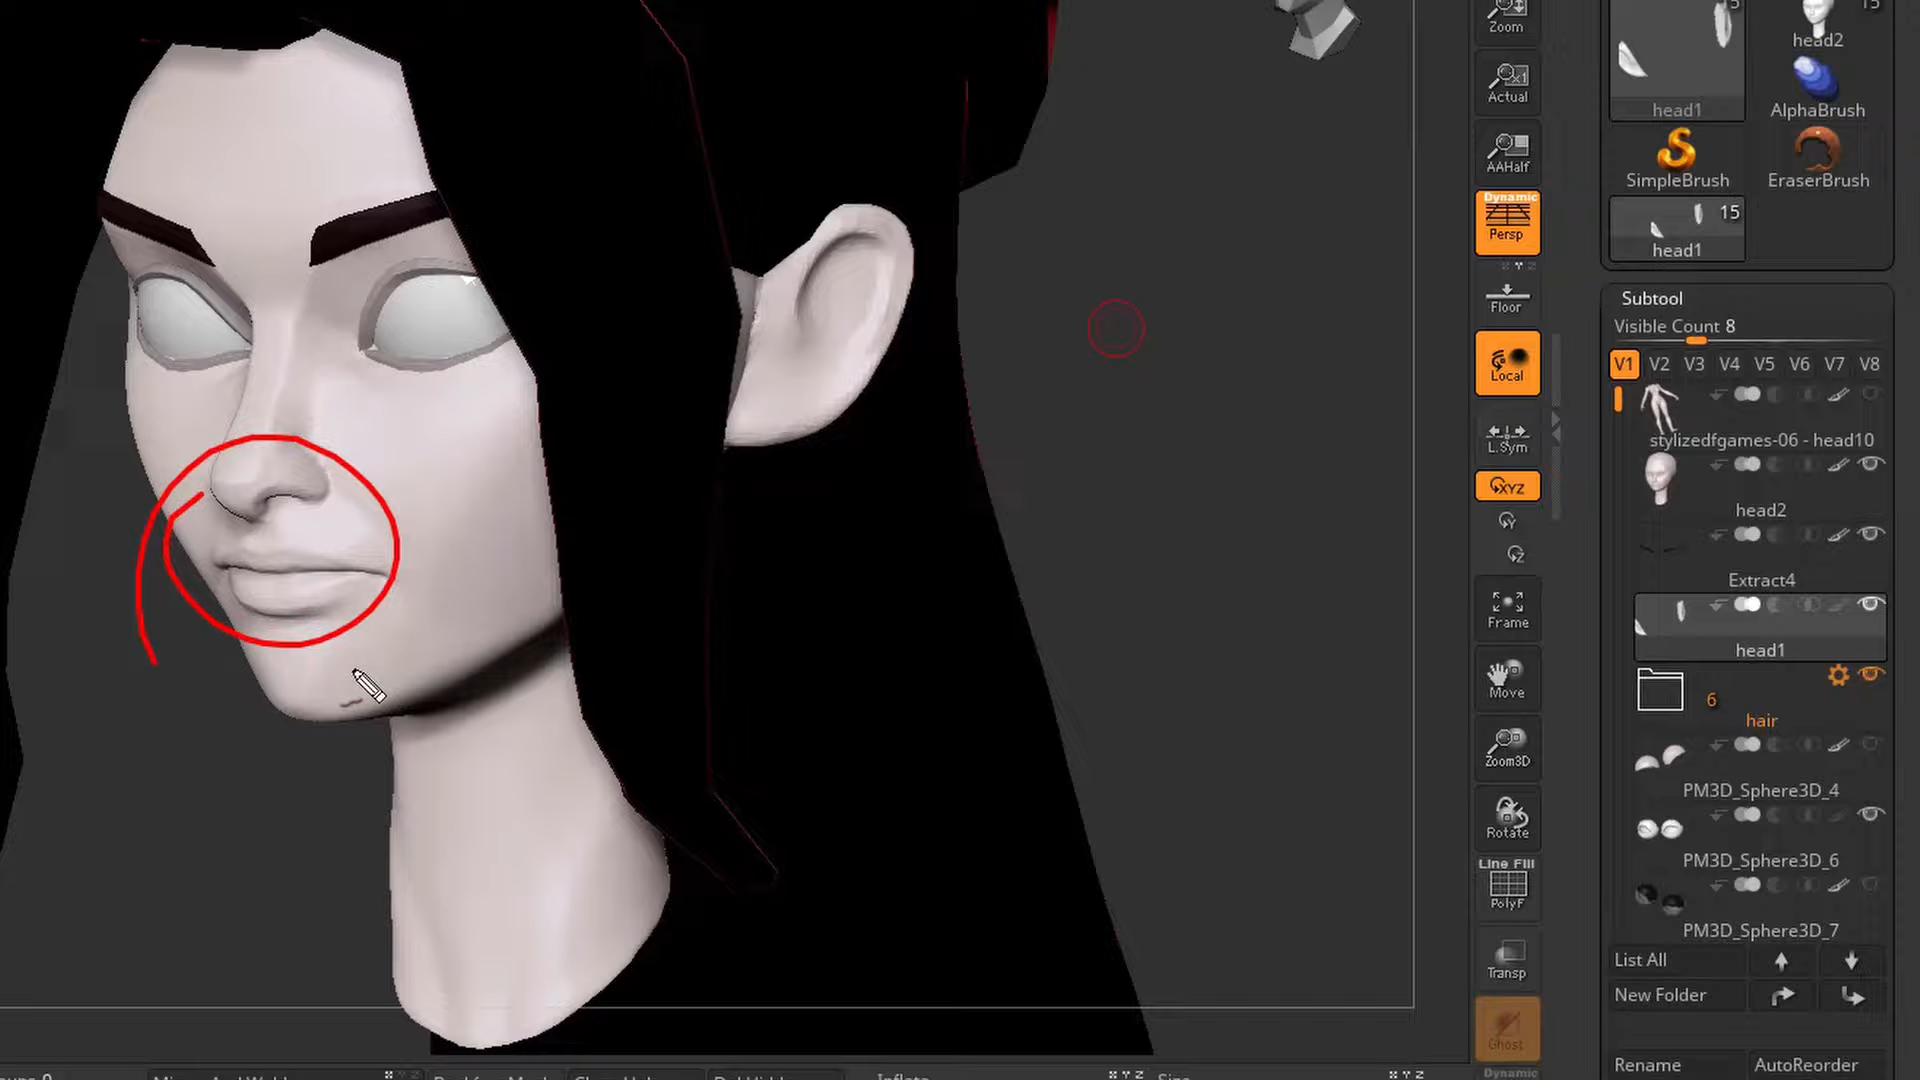 Zoom
Actual
AAHalf
Dynamic
Persp
Floor
Local
L.Sym
XYZ
Y
Z
Frame
Move
Zoom3D
Rotate
Line Fill
PolyF
Transp
Ghost
Dynamic
15
head2
head1
AlphaBrush
SimpleBrush
EraserBrush
15
head1
Subtool
Visible Count 8
V1 V2 V3 V4 V5 V6 V7 V8
stylizedfgames-06 - head10
head2
Extract4
head1
6
hair
PM3D_Sphere3D_4
PM3D_Sphere3D_6
PM3D_Sphere3D_7
List All
New Folder
Rename AutoReorder